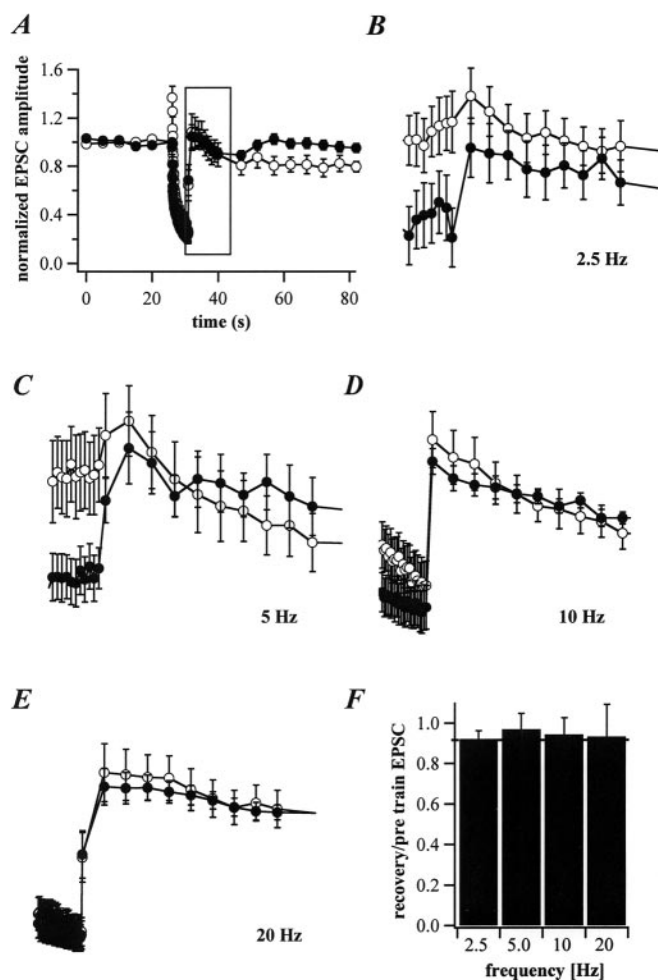 A
B
normalized EPSC amplitude
1.6
1.2
0.8
0.4
0.0
0 20 40 60 80
time (s)
2.5 Hz
C
D
5 Hz
10 Hz
E
F
20 Hz
recovery/pre train EPSC
1.0
0.8
0.6
0.4
0.2
0.0
2.5 5.0 10 20
frequency [Hz]